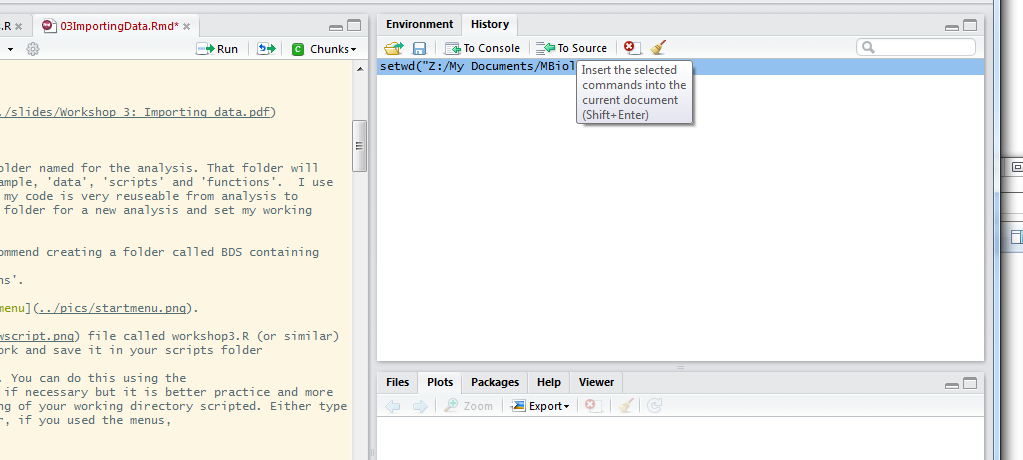 .R
03ImportingData.Rmd*
Run
Chunks
./slides/Workshop 3: Importing data.pdf)
older named for the analysis. That folder will
ample, 'data', 'scripts' and 'functions'.  I use
my code is very reuseable from analysis to
folder for a new analysis and set my working
ommend creating a folder called BDS containing
ns'.
menu](../pics/startmenu.png).
wscript.png) file called workshop3.R (or similar)
ork and save it in your scripts folder
. You can do this using the
if necessary but it is better practice and more
ng of your working directory scripted. Either type
r, if you used the menus,
Environment History
To Console To Source
setwd("Z:/My Documents/MBiol
Insert the selected
commands into the
current document
(Shift+Enter)
Files Plots Packages Help Viewer
Zoom Export